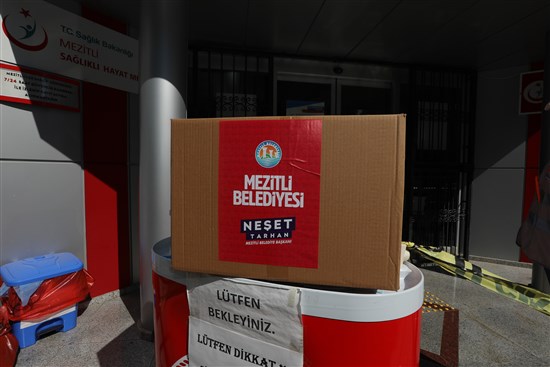 T.C. Sağlık Bakanlığı
MEZİTLİ
SAĞLIKLI HAYAT
MEZİTLİ
BELEDİYESİ
NEŞET
TARHAN
MEZİTLİ BELEDİYE BAŞKANI
LÜTFEN
BEKLEYİNİZ.
LÜTFEN DİKKAT